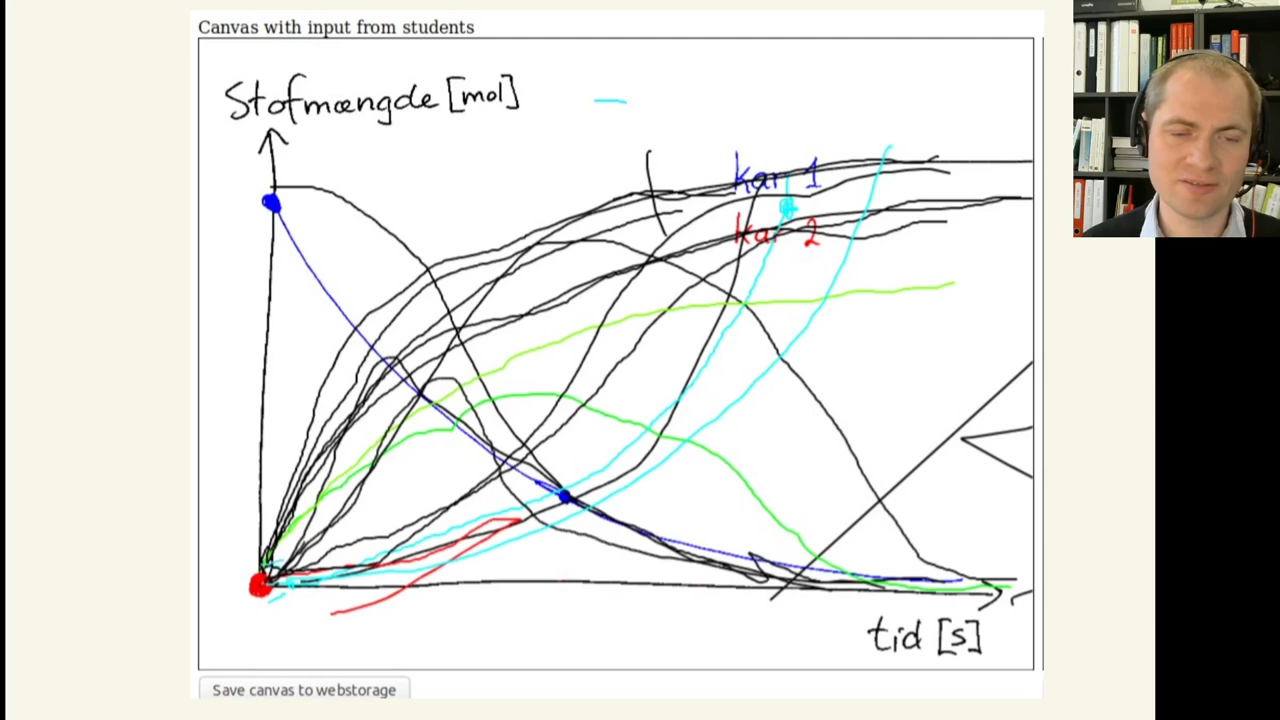 Canvas with input from students
Stofmængde [mol]
kar 1
kar 2
tid [s]
Save canvas to webstorage